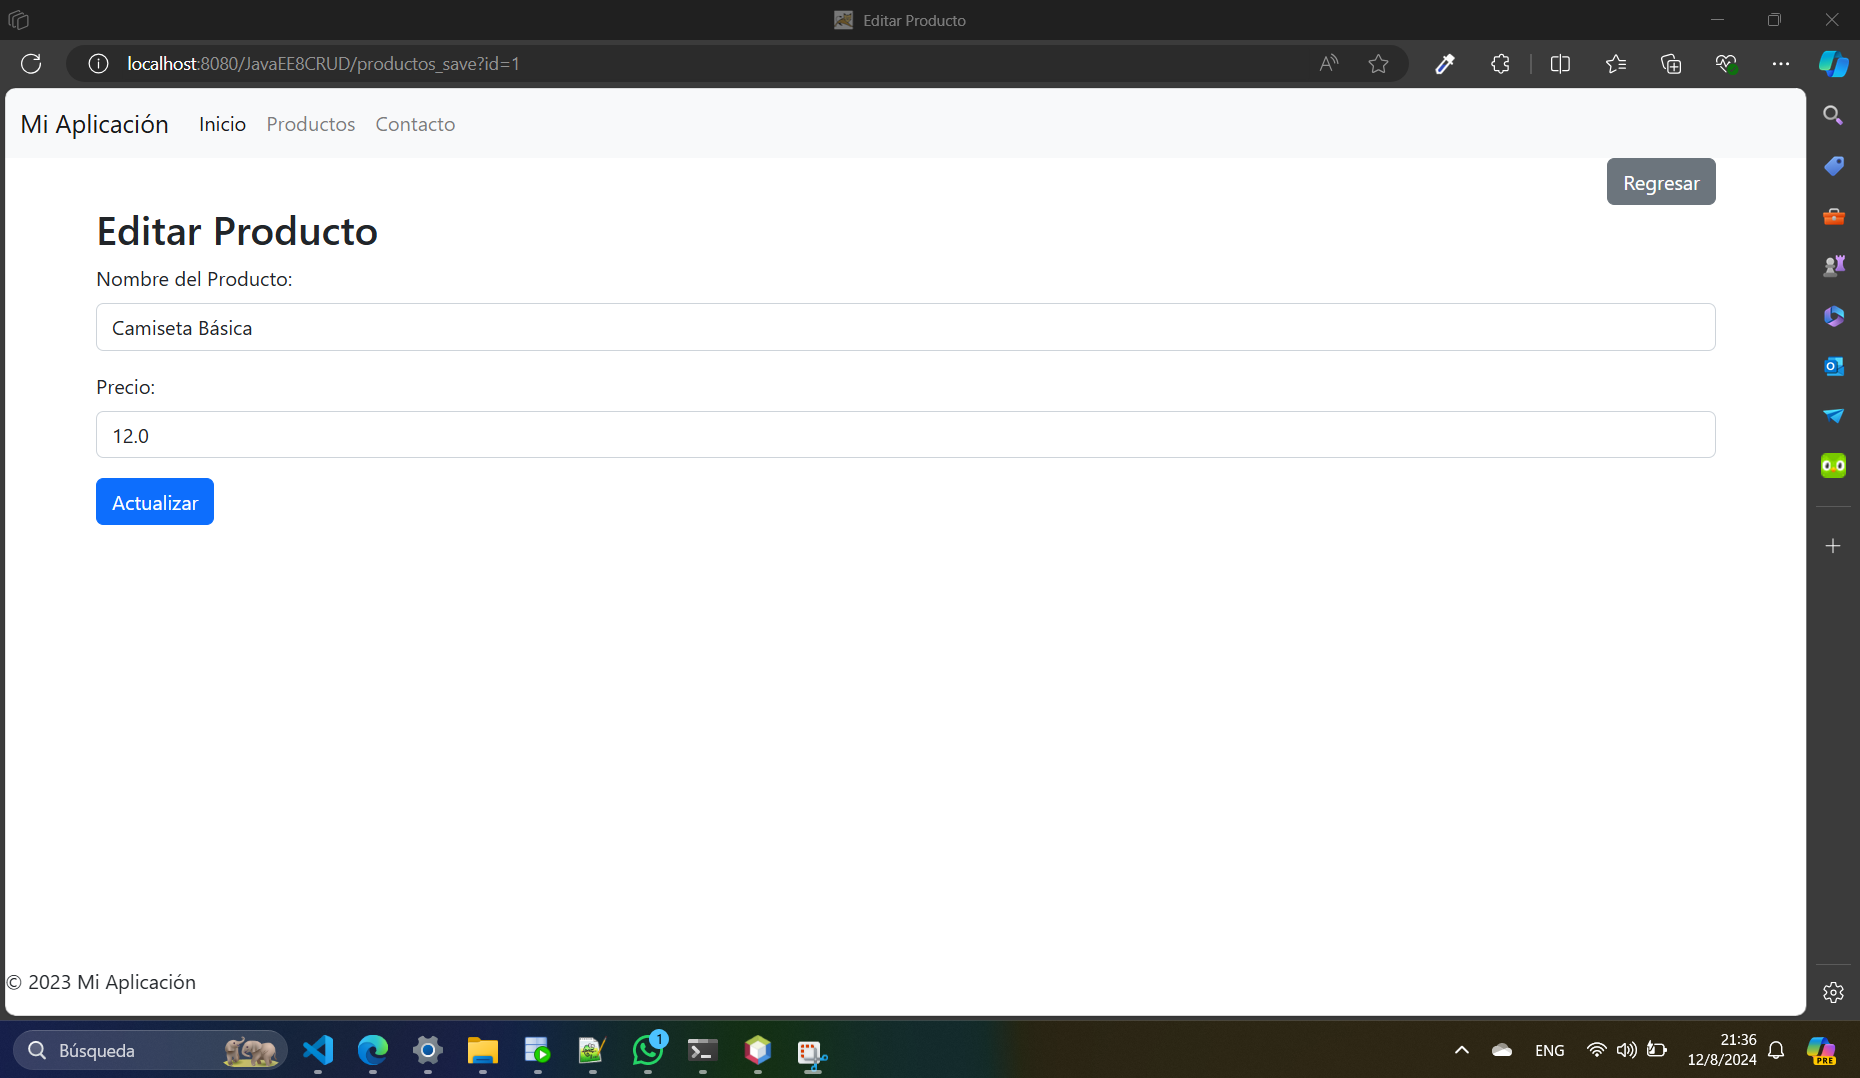 Editar Producto
localhost:8080/JavaEE8CRUD/productos_save?id=1
Mi Aplicación Inicio Productos Contacto
Regresar
Editar Producto
Nombre del Producto:
Camiseta Básica
Precio:
12.0
Actualizar
© 2023 Mi Aplicación
Búsqueda
1
ENG
21:36
12/8/2024
PRE